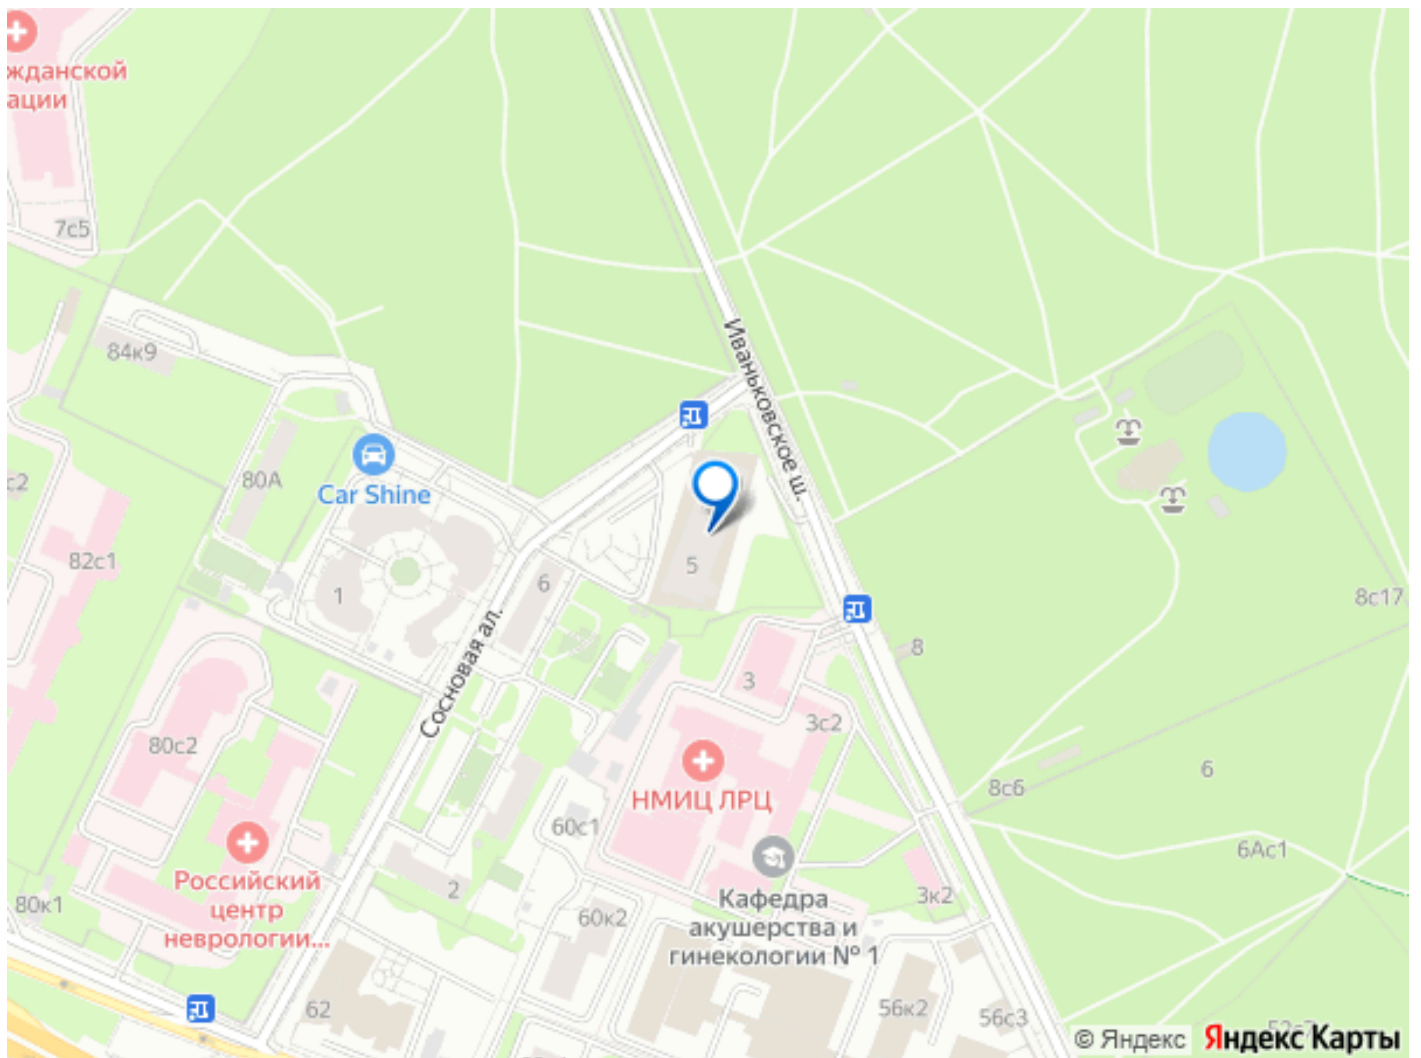 жданской
ации
7с5
84к9
Иваньковское ш.
с2
80А
Car Shine
82с1
5
6
1
8с17
Сосновая ал.
8
3
3с2
80с2
6
НМИЦ ЛРЦ
8с6
60с1
6Ас1
Российский
центр
неврологии...
2
80к1
60к2
Кафедра
акушерства и
гинекологии № 1
3к2
62
56к2
56с3
© Яндекс
Яндекс Карты